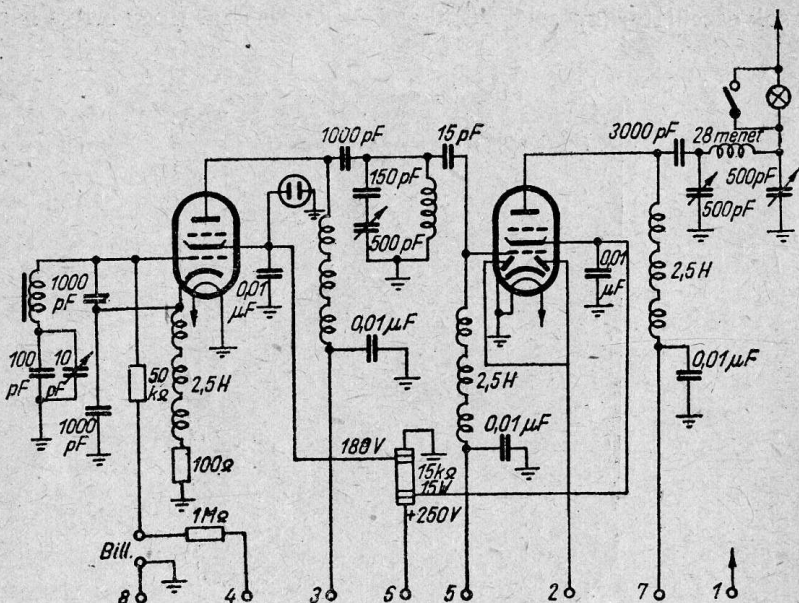 1000 pF
15 pF
3000 pF
28 menet
150 pF
500 pF
500pF
500pF
1000
pF
0,01
µF
0,01
µF
100
pF
10
pF
50
kΩ
2,5 H
0,01 µF
2,5 H
2,5 H
0,01 µF
1000
pF
100Ω
0,01 µF
180V
15kΩ
15W
+250V
1MΩ
Bill.
8
4
3
6
5
2
7
1